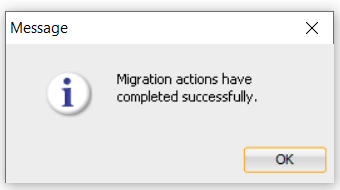 Message
Migration actions have
completed successfully.
OK